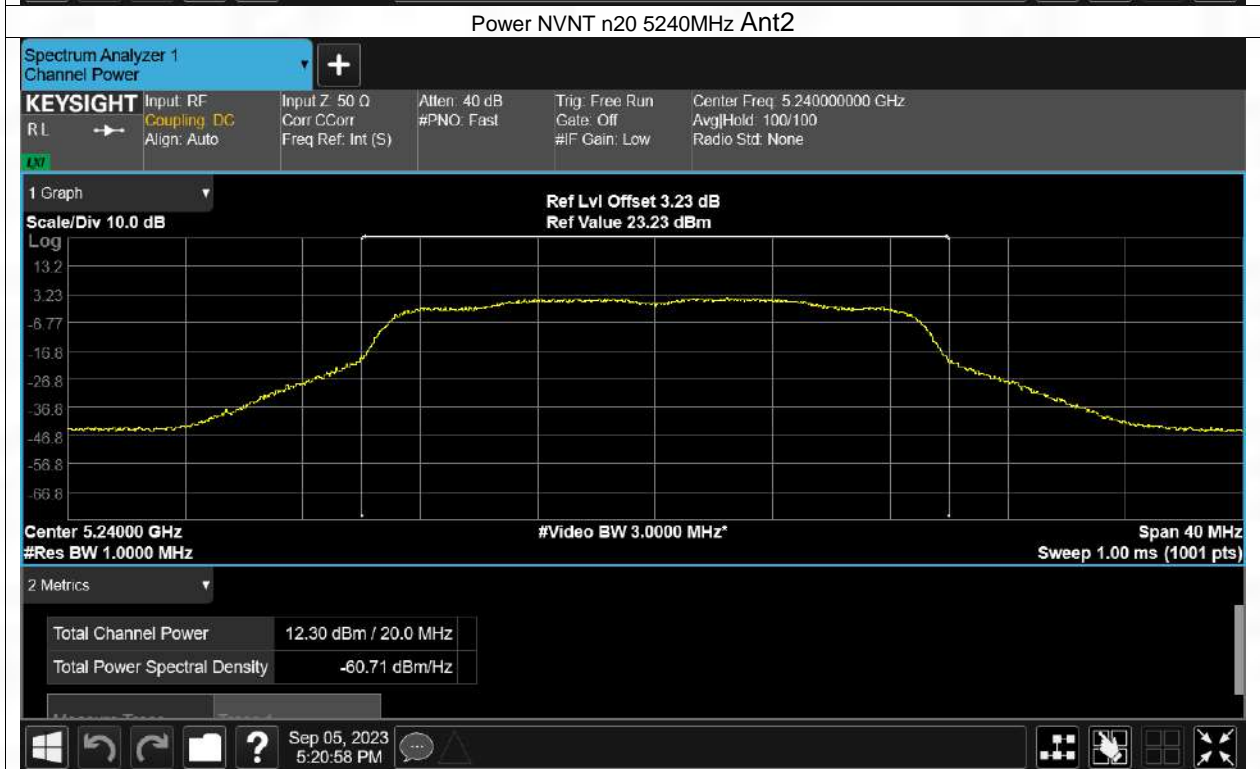 Power NVNT n20 5240MHz Ant2
Spectrum Analyzer 1
Channel Power
+
KEYSIGHT
RL
LXI
Input: RF
Coupling: DC
Align: Auto
Input Z: 50 Ω
Corr CCorr
Freq Ref: Int (S)
Atten: 40 dB
#PNO: Fast
Trig: Free Run
Gate: Off
#IF Gain: Low
Center Freq: 5.240000000 GHz
Avg|Hold: 100/100
Radio Std: None
1 Graph
Scale/Div 10.0 dB
Ref Lvl Offset 3.23 dB
Ref Value 23.23 dBm
Log
13.2
3.23
-6.77
-16.8
-26.8
-36.8
-46.8
-56.8
-66.8
Center 5.24000 GHz
#Video BW 3.0000 MHz*
Span 40 MHz
#Res BW 1.0000 MHz
Sweep 1.00 ms (1001 pts)
2 Metrics
Total Channel Power 12.30 dBm / 20.0 MHz
Total Power Spectral Density -60.71 dBm/Hz
?
Sep 05, 2023
5:20:58 PM